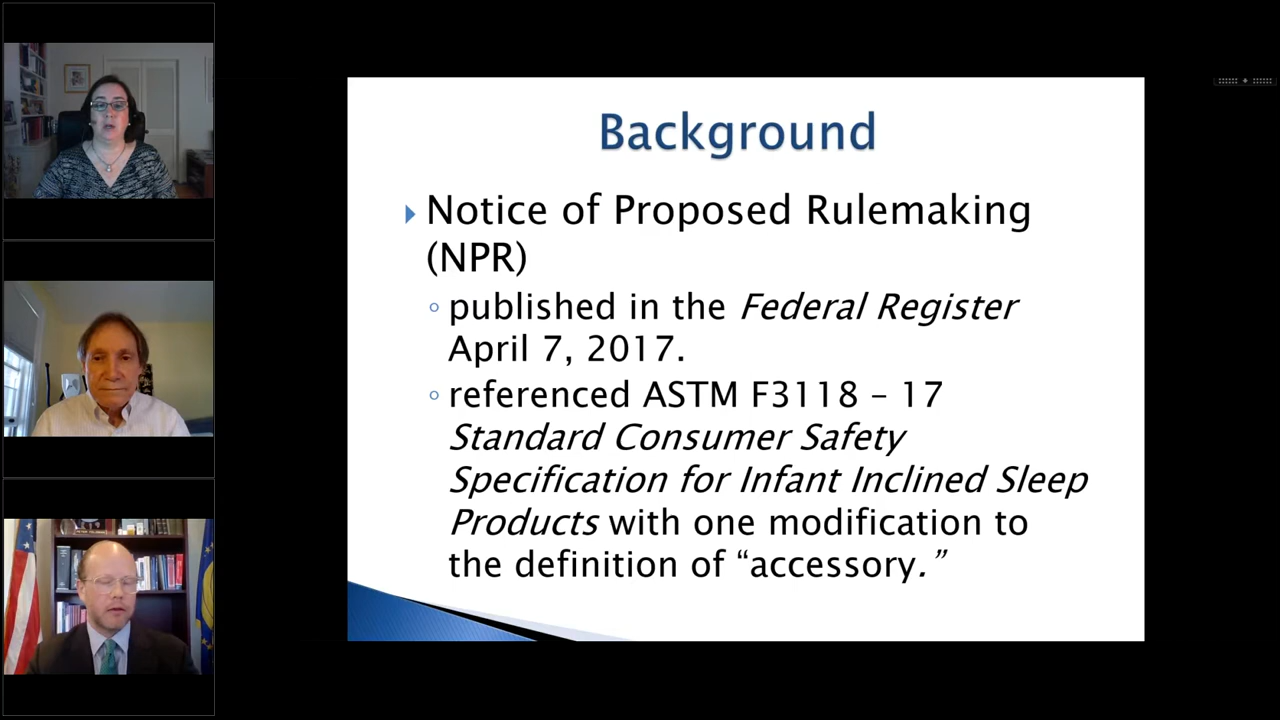 Background
Notice of Proposed Rulemaking
(NPR)
published in the Federal Register
April 7, 2017.
referenced ASTM F3118 – 17
Standard Consumer Safety
Specification for Infant Inclined Sleep
Products with one modification to
the definition of “accessory.”